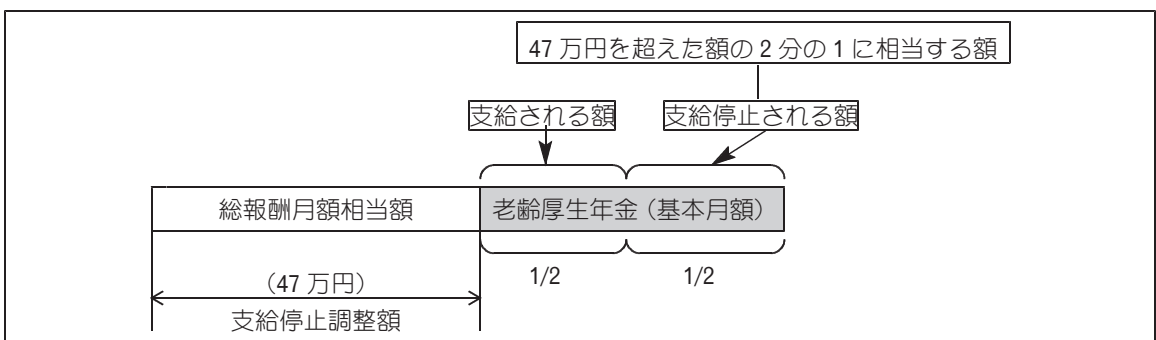 47万円を超えた額の2分の1に相当する額
支給される額
支給停止される額
総報酬月額相当額
老齢厚生年金（基本月額）
1/2
1/2
（47万円）
支給停止調整額